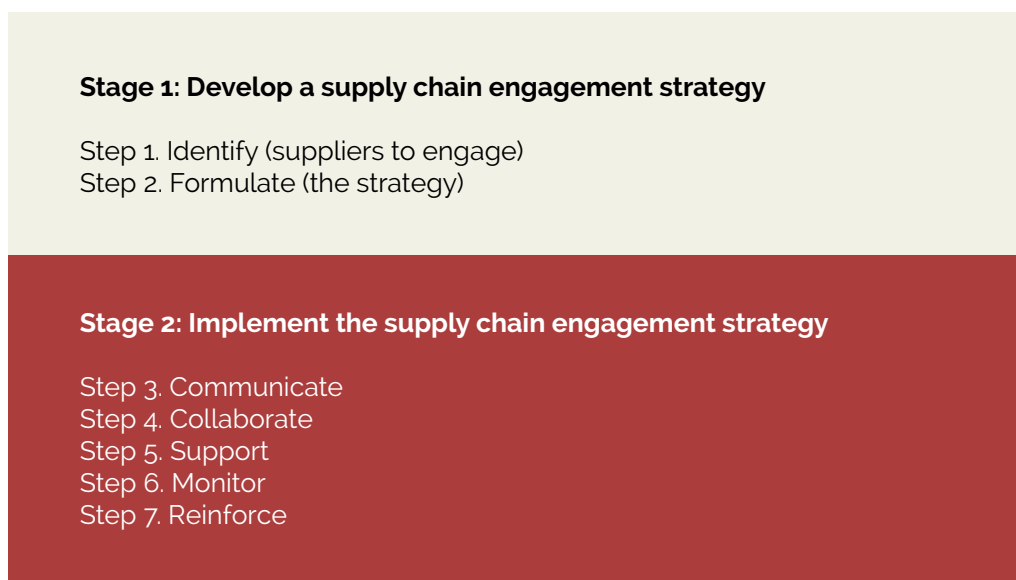 Stage 1: Develop a supply chain engagement strategy
Step 1. Identify (suppliers to engage)
Step 2. Formulate (the strategy)
Stage 2: Implement the supply chain engagement strategy
Step 3. Communicate
Step 4. Collaborate
Step 5. Support
Step 6. Monitor
Step 7. Reinforce